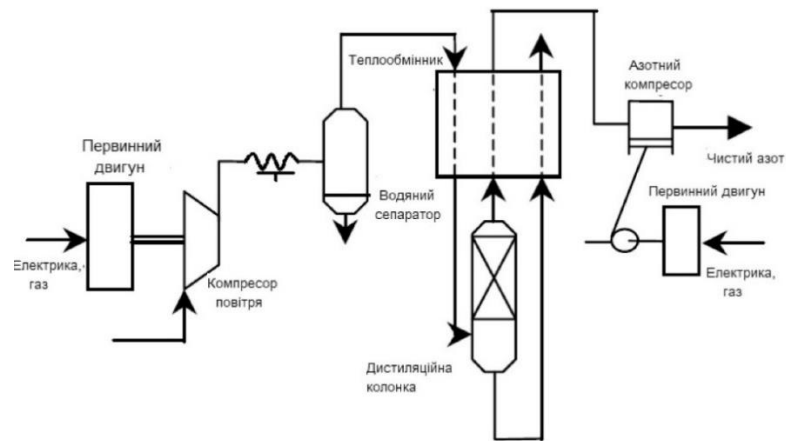 Теплообмінник
Азотний
компресор
Первинний
двигун
Чистий азот
Водяний
сепаратор
Первинний двигун
Електрика,
газ
Компресор
повітря
Електрика,
газ
Дистиляційна
колонка